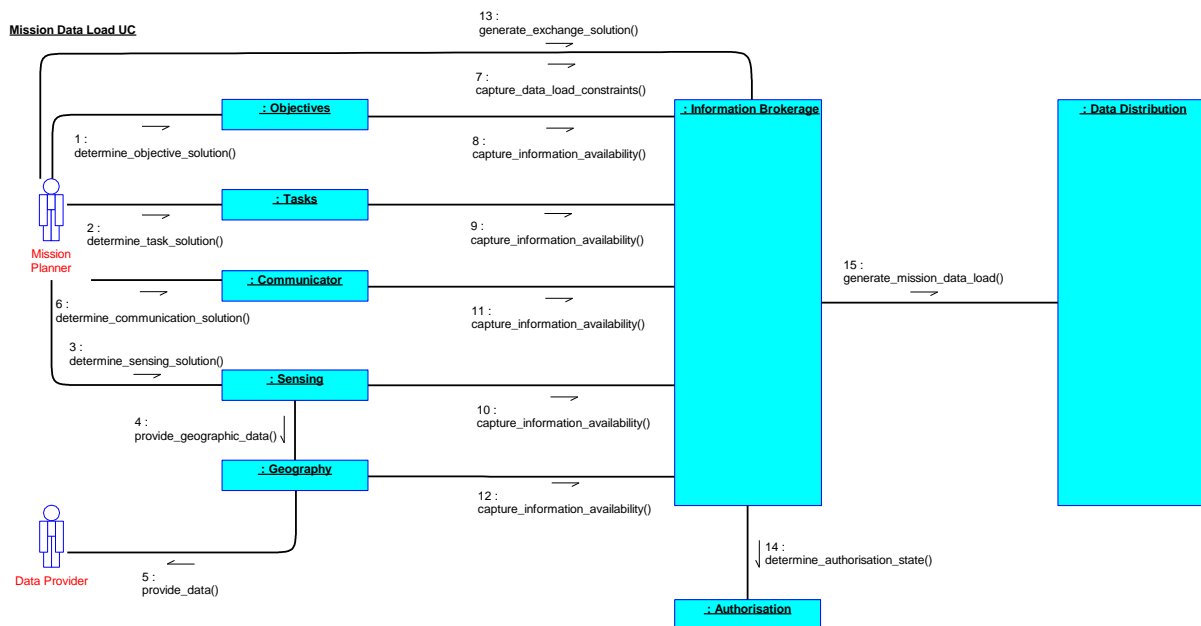 Mission Data Load UC
13 :
generate_exchange_solution()
7 :
capture_data_load_constraints()
: Objectives
: Information Brokerage
: Data Distribution
1 :
determine_objective_solution()
8 :
capture_information_availability()
: Tasks
2 :
determine_task_solution()
9 :
capture_information_availability()
Mission
Planner
: Communicator
15 :
generate_mission_data_load()
6 :
determine_communication_solution()
11 :
capture_information_availability()
3 :
determine_sensing_solution()
: Sensing
10 :
capture_information_availability()
4 :
provide_geographic_data()
: Geography
12 :
capture_information_availability()
14 :
determine_authorisation_state()
Data Provider
5 :
provide_data()
: Authorisation